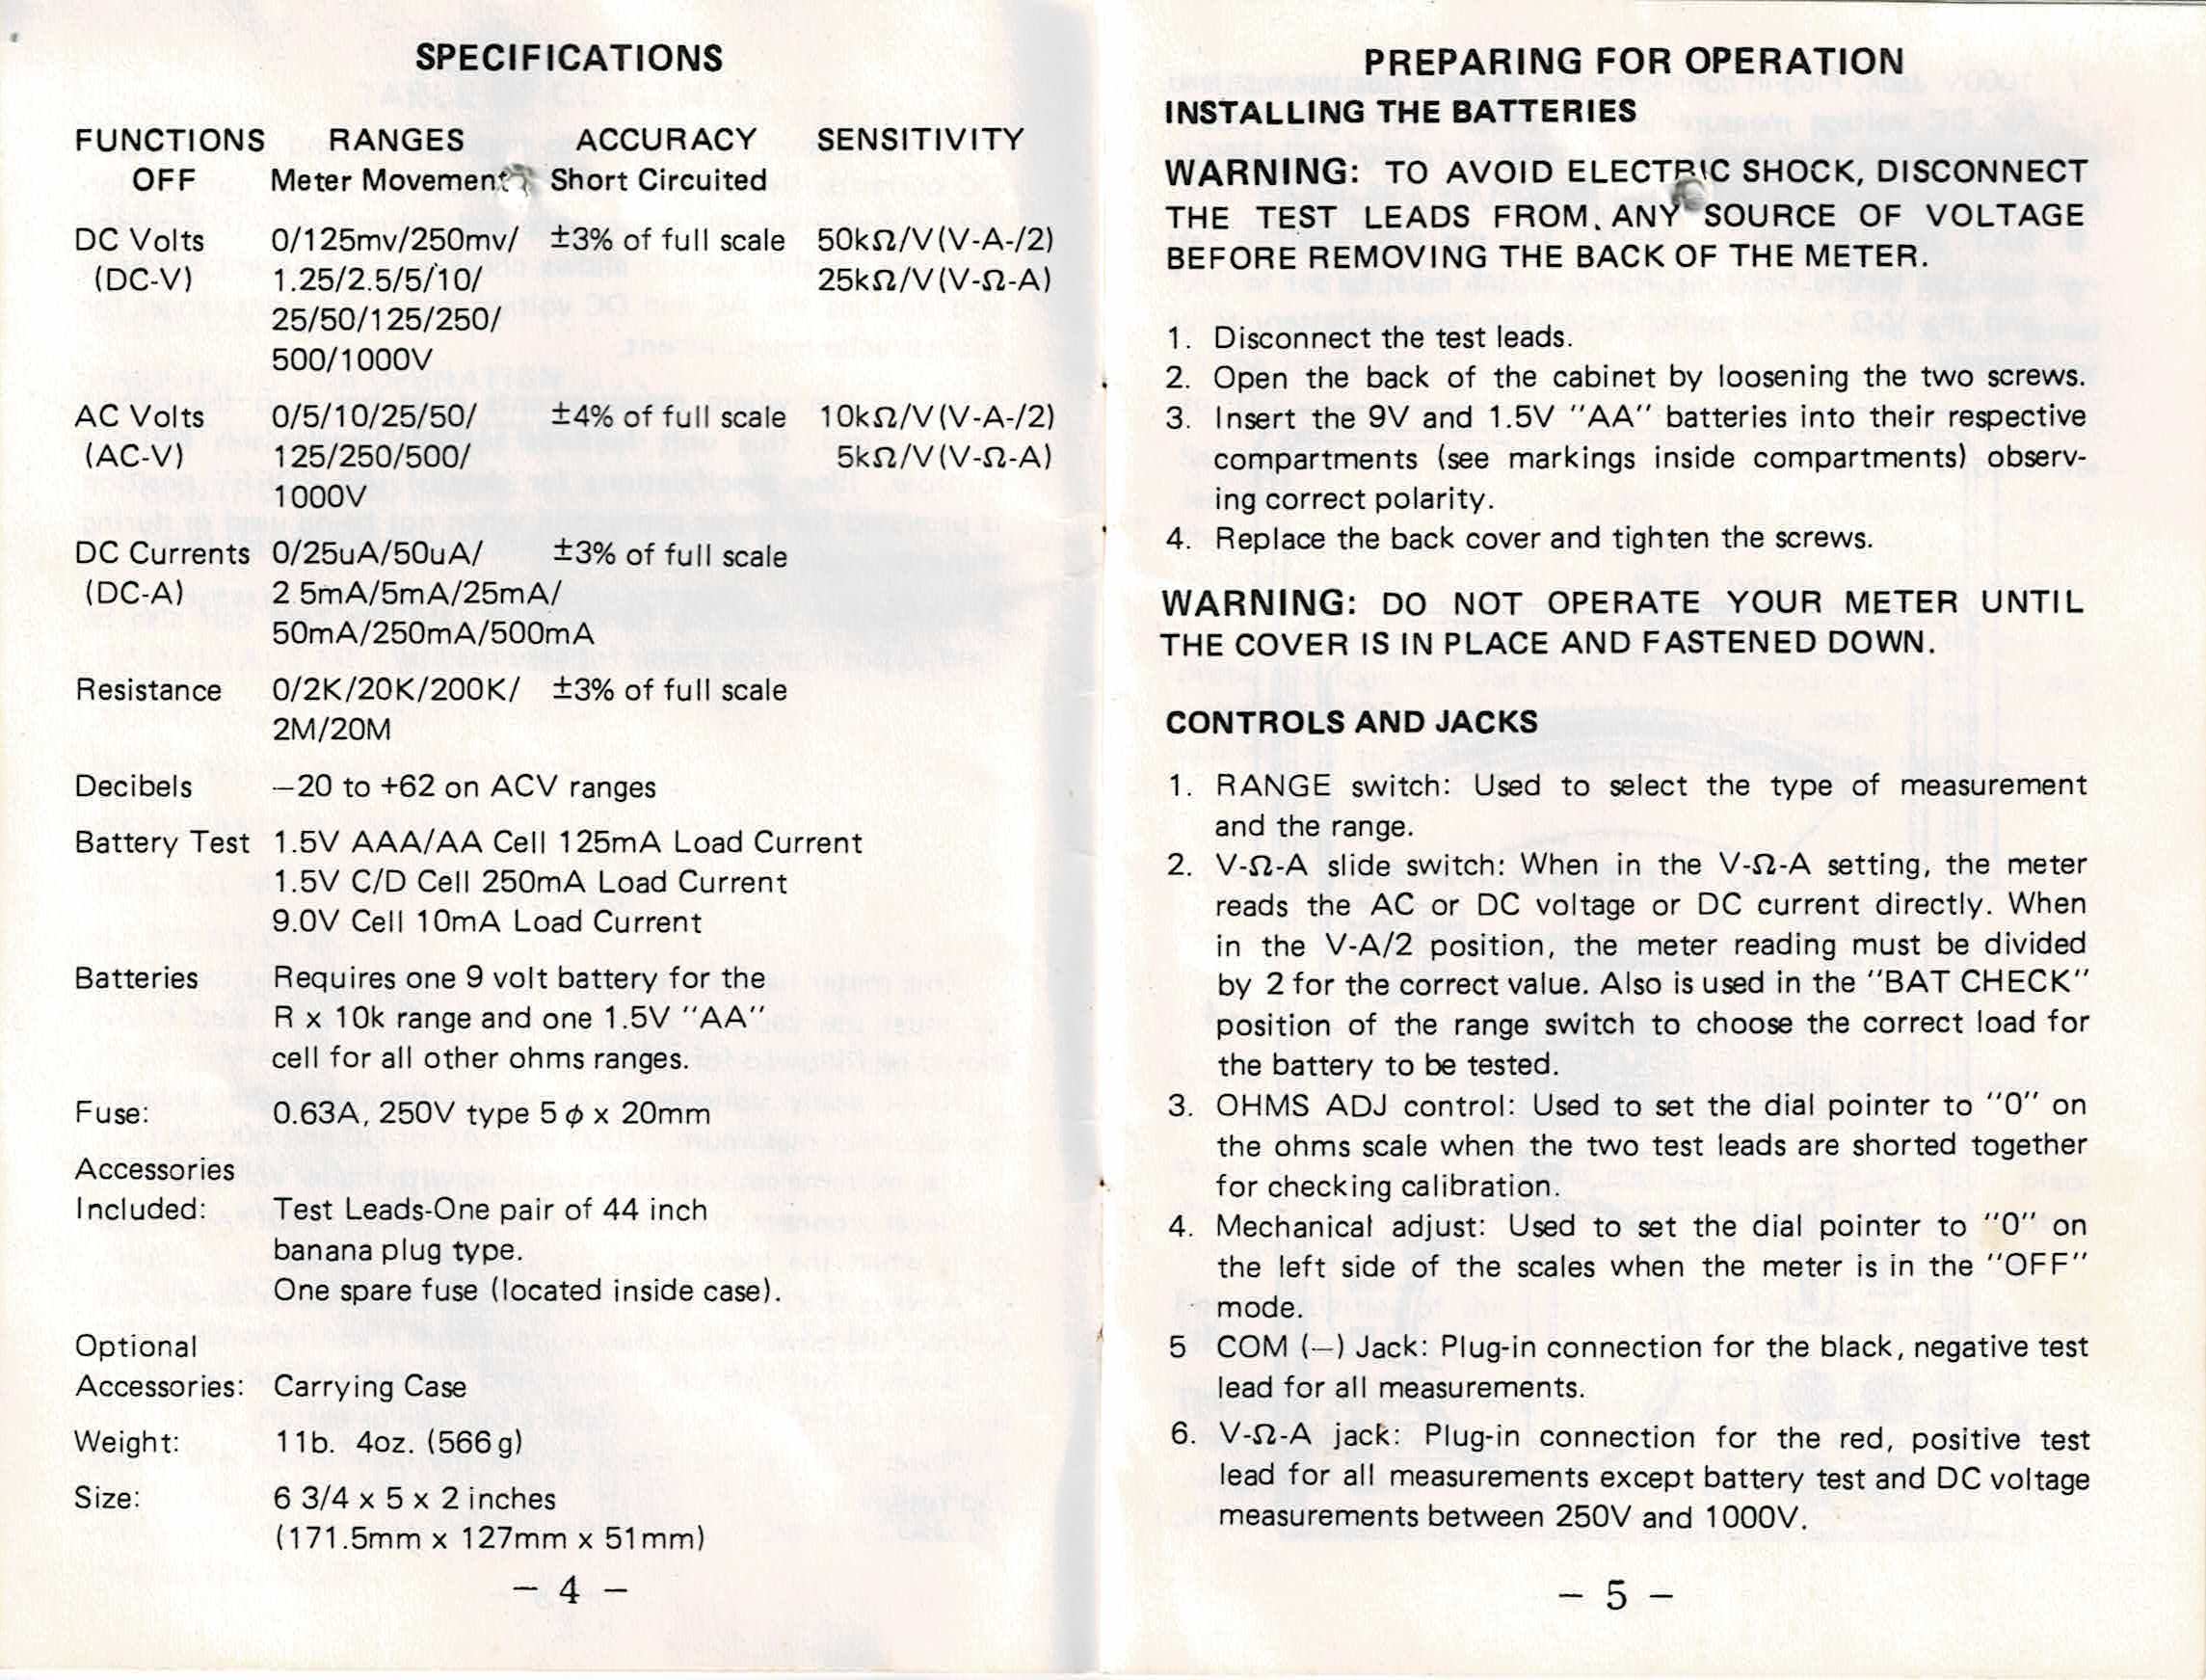 SPECIFICATIONS
FUNCTIONS RANGES ACCURACY SENSITIVITY
OFF Meter Movement Short Circuited
DC Volts 0/125mv/250mv/ ±3% of full scale 50kΩ/V(V-A-/2)
(DC-V) 1.25/2.5/5/10/ 25kΩ/V(V-Ω-A)
25/50/125/250/
500/1000V
AC Volts 0/5/10/25/50/ ±4% of full scale 10kΩ/V(V-A-/2)
(AC-V) 125/250/500/ 5kΩ/V(V-Ω-A)
1000V
DC Currents 0/25uA/50uA/ ±3% of full scale
(DC-A) 2 5mA/5mA/25mA/
50mA/250mA/500mA
Resistance 0/2K/20K/200K/ ±3% of full scale
2M/20M
Decibels —20 to +62 on ACV ranges
Battery Test 1.5V AAA/AA Cell 125mA Load Current
1.5V C/D Cell 250mA Load Current
9.0V Cell 10mA Load Current
Batteries Requires one 9 volt battery for the
R x 10k range and one 1.5V "AA"
cell for all other ohms ranges.
Fuse: 0.63A, 250V type 5 ϕ x 20mm
Accessories
Included: Test Leads-One pair of 44 inch
banana plug type.
One spare fuse (located inside case).
Optional
Accessories: Carrying Case
Weight: 11b. 4oz. (566g)
Size: 6 3/4 x 5 x 2 inches
(171.5mm x 127mm x 51mm)
— 4 —
PREPARING FOR OPERATION
INSTALLING THE BATTERIES
WARNING: TO AVOID ELECTRIC SHOCK, DISCONNECT
THE TEST LEADS FROM ANY SOURCE OF VOLTAGE
BEFORE REMOVING THE BACK OF THE METER.
1. Disconnect the test leads.
2. Open the back of the cabinet by loosening the two screws.
3. Insert the 9V and 1.5V "AA" batteries into their respective
compartments (see markings inside compartments) observ-
ing correct polarity.
4. Replace the back cover and tighten the screws.
WARNING: DO NOT OPERATE YOUR METER UNTIL
THE COVER IS IN PLACE AND FASTENED DOWN.
CONTROLS AND JACKS
1. RANGE switch: Used to select the type of measurement
and the range.
2. V-Ω-A slide switch: When in the V-Ω-A setting, the meter
reads the AC or DC voltage or DC current directly. When
in the V-A/2 position, the meter reading must be divided
by 2 for the correct value. Also is used in the "BAT CHECK"
position of the range switch to choose the correct load for
the battery to be tested.
3. OHMS ADJ control: Used to set the dial pointer to "0" on
the ohms scale when the two test leads are shorted together
for checking calibration.
4. Mechanical adjust: Used to set the dial pointer to "0" on
the left side of the scales when the meter is in the "OFF"
mode.
5 COM (—) Jack: Plug-in connection for the black, negative test
lead for all measurements.
6. V-Ω-A jack: Plug-in connection for the red, positive test
lead for all measurements except battery test and DC voltage
measurements between 250V and 1000V.
— 5 —